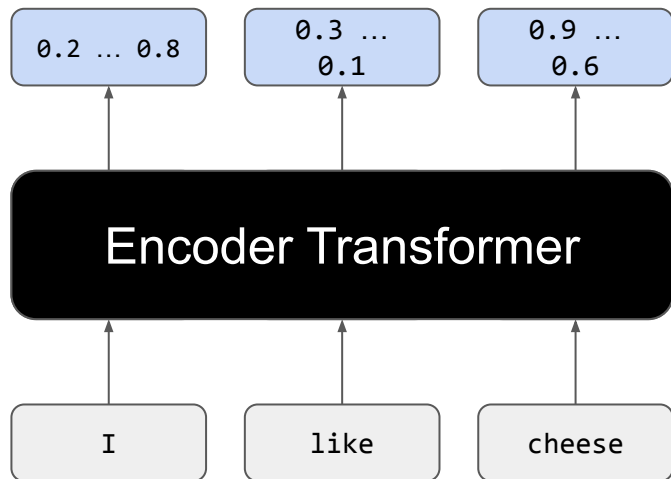 0.2 … 0.8
0.3 …
0.1
0.9 …
0.6
Encoder Transformer
I
like
cheese